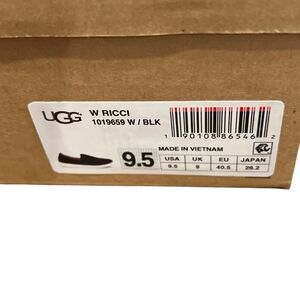 UGG
W RICCI
1019659 W / BLK
1 90108 86546 2
9.5
MADE IN VIETNAM
USA UK EU JAPAN
9.5 8 40.5 26.2